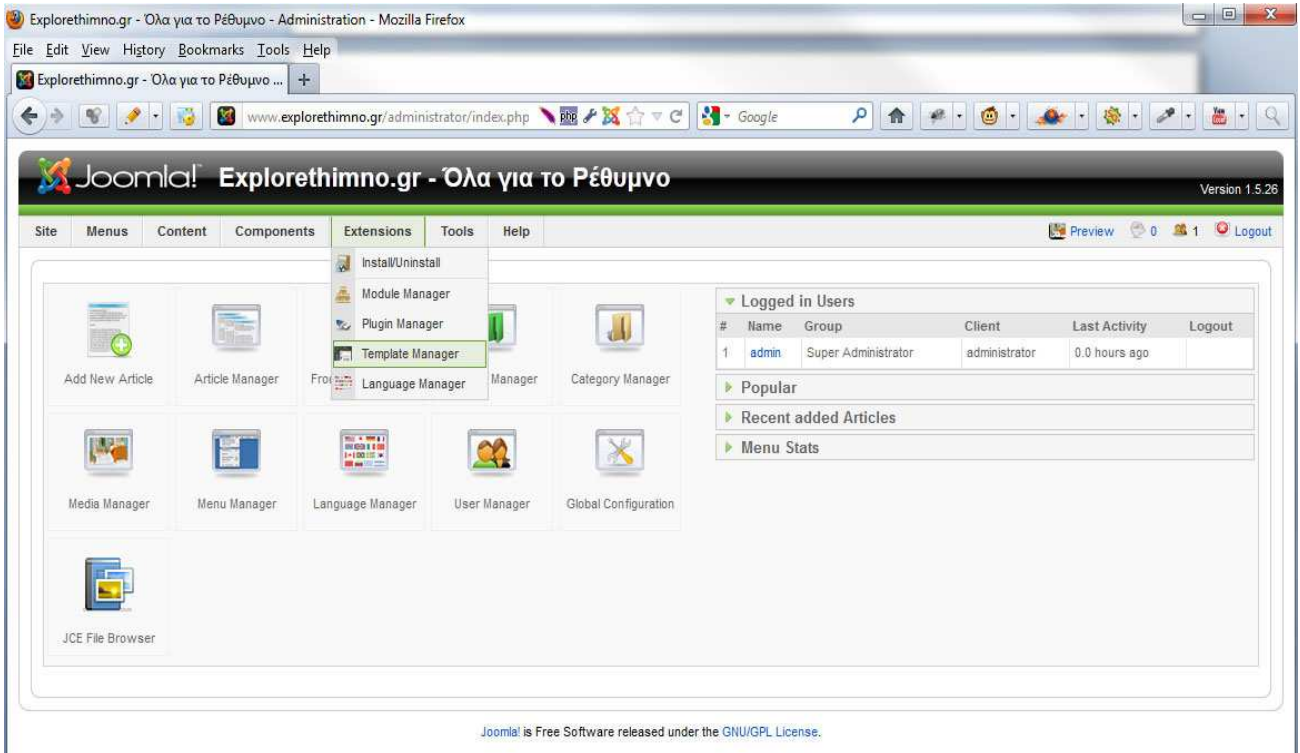 Explorethimno.gr - Όλα για το Ρέθυμνο - Administration - Mozilla Firefox
File Edit View History Bookmarks Tools Help
Explorethimno.gr - Όλα για το Ρέθυμνο ... +
www.explorethimno.gr/administrator/index.php php Google
Joomla! Explorethimno.gr - Όλα για το Ρέθυμνο
Version 1.5.26
Site Menus Content Components Extensions Tools Help Preview 0 1 Logout
Install/Uninstall
Module Manager
Plugin Manager
Template Manager
Language Manager
Add New Article Article Manager Manager Category Manager
Media Manager Menu Manager Language Manager User Manager Global Configuration
JCE File Browser
Logged in Users
# Name Group Client Last Activity Logout
1 admin Super Administrator administrator 0.0 hours ago
Popular
Recent added Articles
Menu Stats
Joomla! is Free Software released under the GNU/GPL License.